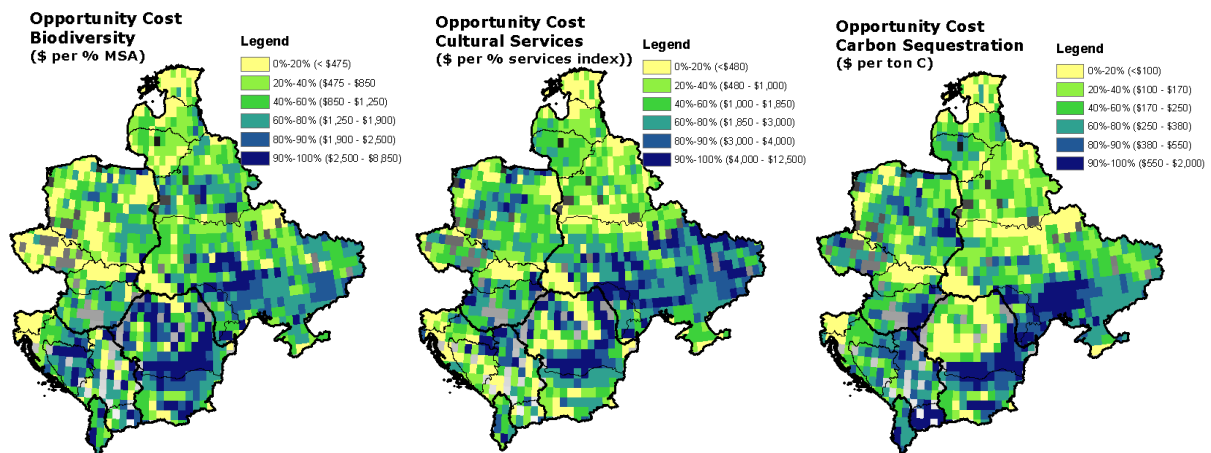 Opportunity Cost
Biodiversity
($ per % MSA)
Legend
0%-20% (< $475)
20%-40% ($475 - $850
40%-60% ($850 - $1,250)
60%-80% ($1,250 - $1,900)
80%-90% ($1,900 - $2,500)
90%-100% ($2,500 - $8,850)
Opportunity Cost
Cultural Services
($ per % services index))
Legend
0%-20% (<$480)
20%-40% ($480 - $1,000)
40%-60% ($1,000 - $1,850)
60%-80% ($1,850 - $3,000)
80%-90% ($3,000 - $4,000)
90%-100% ($4,000 - $12,500)
Opportunity Cost
Carbon Sequestration
($ per ton C)
Legend
0%-20% (<$100)
20%-40% ($100 - $170)
40%-60% ($170 - $250)
60%-80% ($250 - $380)
80%-90% ($380 - $550)
90%-100% ($550 - $2,000)